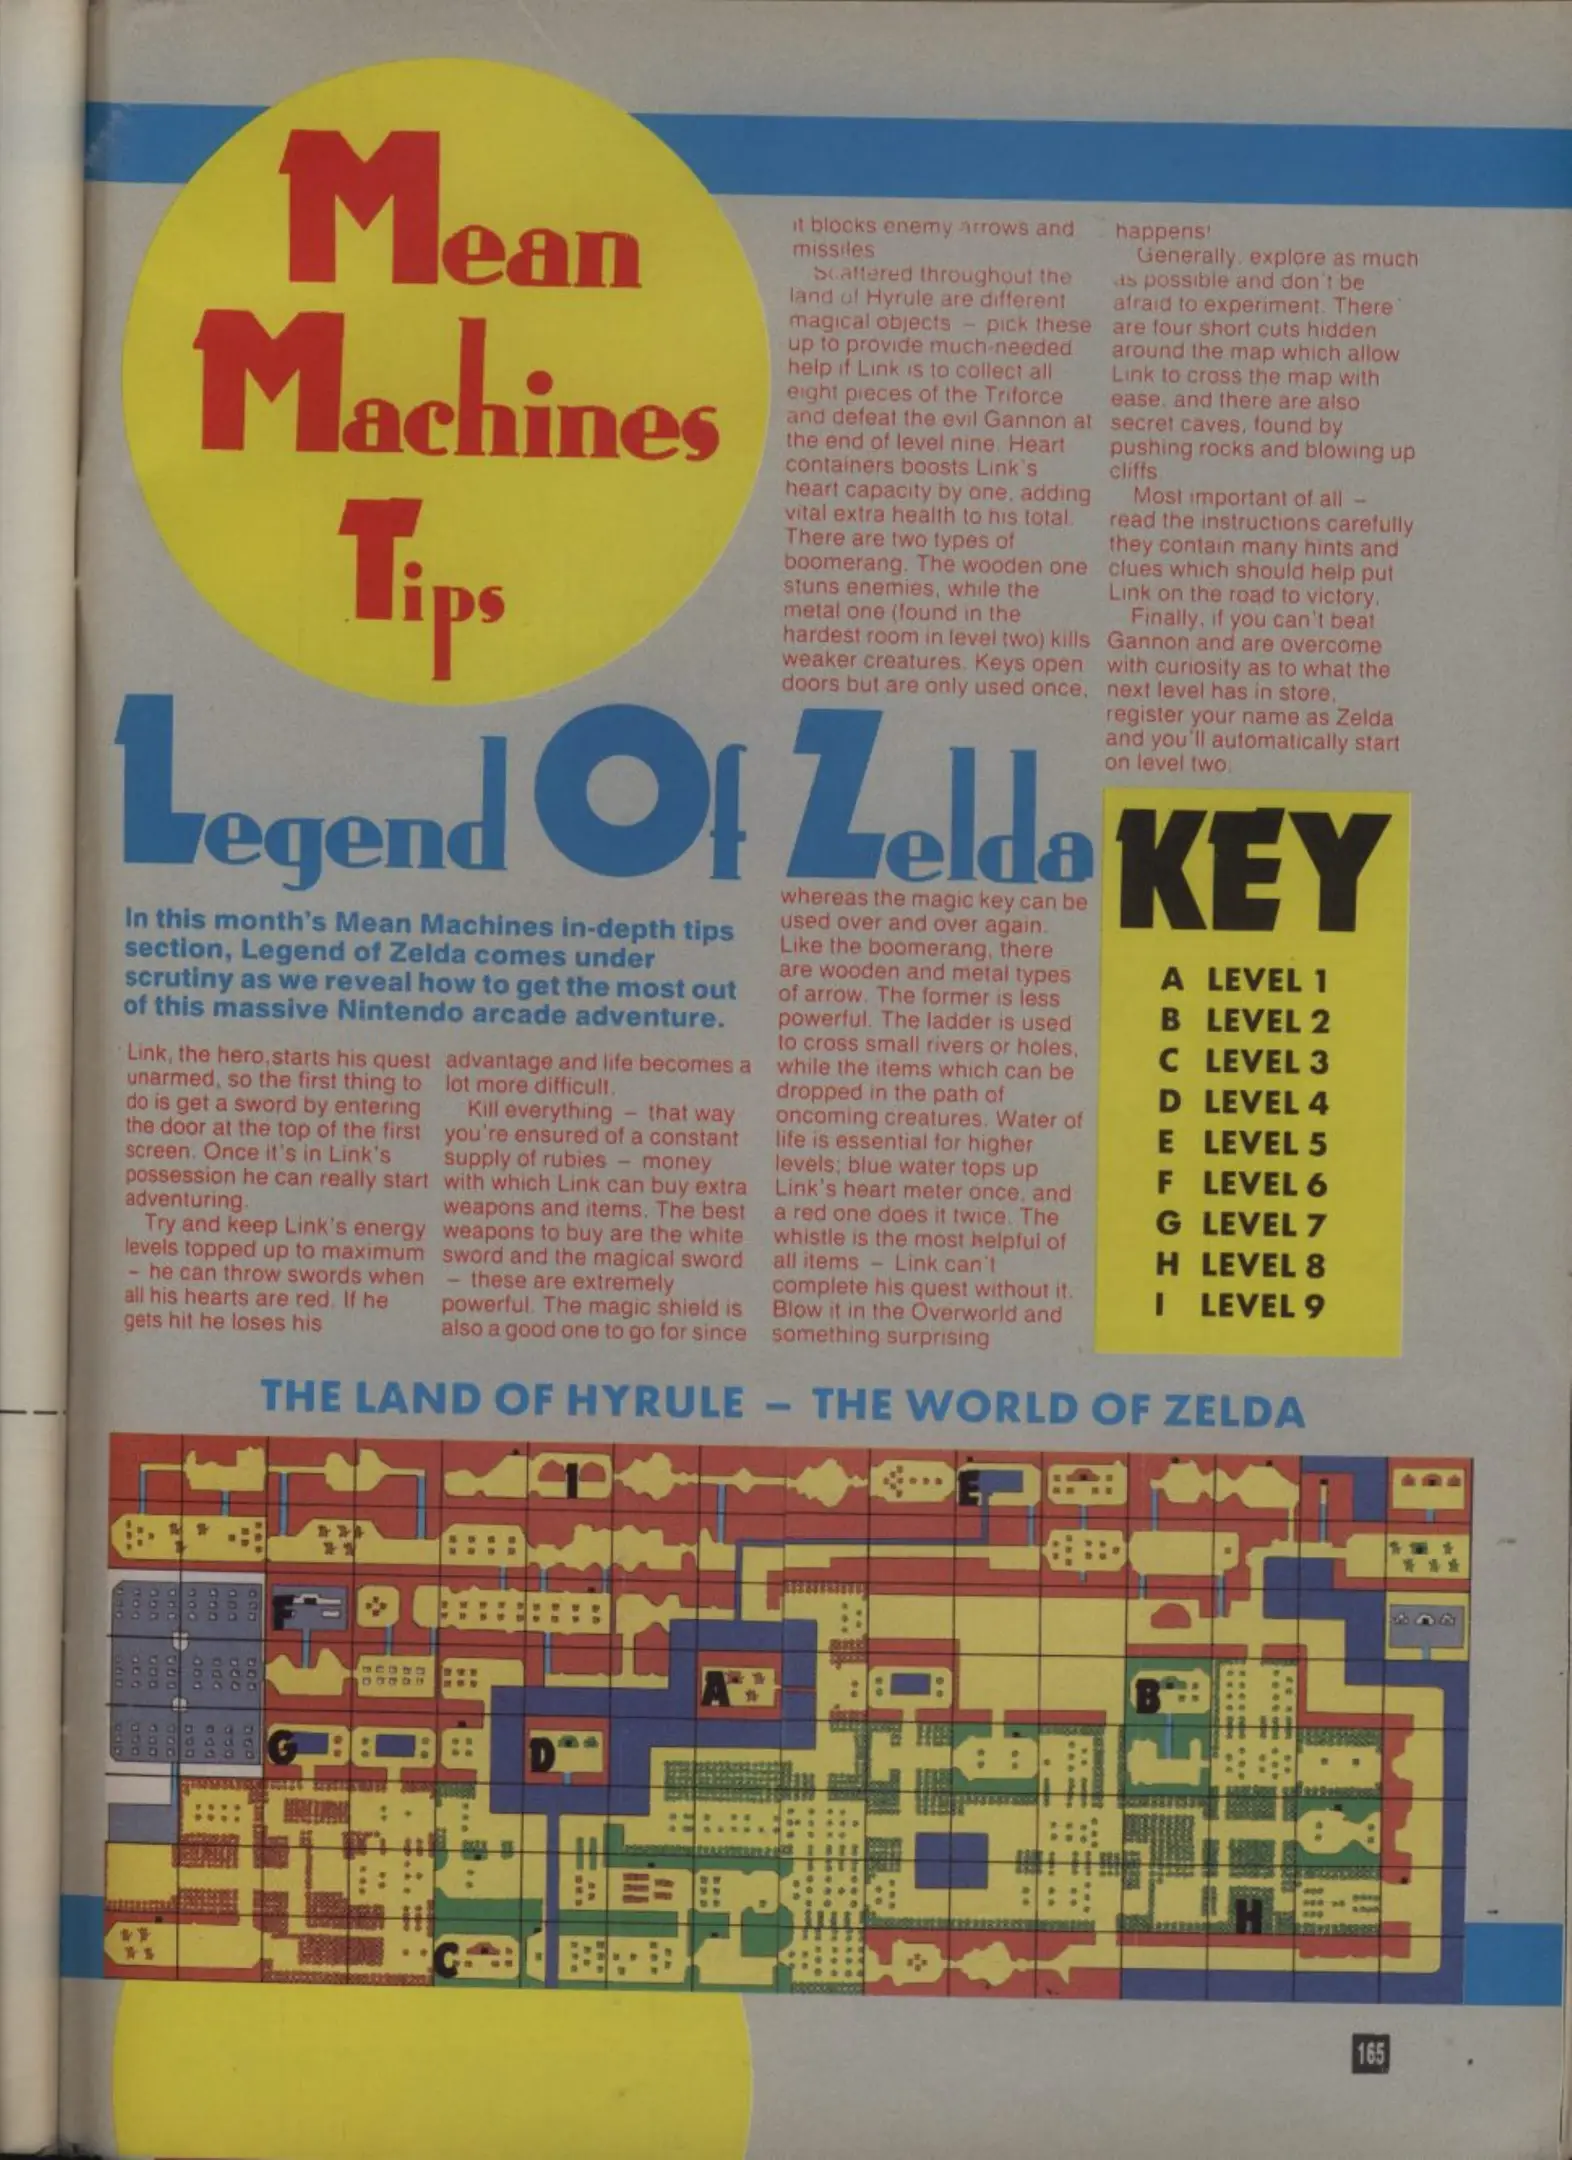 Mean
Machines
Tips
Legend Of Zelda
In this month's Mean Machines in-depth tips
section, Legend of Zelda comes under
scrutiny as we reveal how to get the most out
of this massive Nintendo arcade adventure.
Link, the hero,starts his quest
unarmed, so the first thing to
do is get a sword by entering
the door at the top of the first
screen. Once it's in Link's
possession he can really start
adventuring.
Try and keep Link's energy
levels topped up to maximum
– he can throw swords when
all his hearts are red. If he
gets hit he loses his
advantage and life becomes a
lot more difficult.
Kill everything – that way
you're ensured of a constant
supply of rubies – money
with which Link can buy extra
weapons and items. The best
weapons to buy are the white
sword and the magical sword
– these are extremely
powerful. The magic shield is
also a good one to go for since
it blocks enemy arrows and
missiles
Scattered throughout the
land of Hyrule are different
magical objects – pick these
up to provide much-needed
help if Link is to collect all
eight pieces of the Triforce
and defeat the evil Gannon at
the end of level nine. Heart
containers boosts Link's
heart capacity by one, adding
vital extra health to his total.
There are two types of
boomerang. The wooden one
stuns enemies, while the
metal one (found in the
hardest room in level two) kills
weaker creatures. Keys open
doors but are only used once,
whereas the magic key can be
used over and over again.
Like the boomerang, there
are wooden and metal types
of arrow. The former is less
powerful. The ladder is used
to cross small rivers or holes,
while the items which can be
dropped in the path of
oncoming creatures. Water of
life is essential for higher
levels; blue water tops up
Link's heart meter once, and
a red one does it twice. The
whistle is the most helpful of
all items – Link can't
complete his quest without it.
Blow it in the Overworld and
something surprising
happens!
Generally, explore as much
as possible and don't be
afraid to experiment. There
are four short cuts hidden
around the map which allow
Link to cross the map with
ease, and there are also
secret caves, found by
pushing rocks and blowing up
cliffs.
Most important of all –
read the instructions carefully
they contain many hints and
clues which should help put
Link on the road to victory.
Finally, if you can't beat
Gannon and are overcome
with curiosity as to what the
next level has in store,
register your name as Zelda
and you'll automatically start
on level two.
KEY
A LEVEL 1
B LEVEL 2
C LEVEL 3
D LEVEL 4
E LEVEL 5
F LEVEL 6
G LEVEL 7
H LEVEL 8
I LEVEL 9
THE LAND OF HYRULE – THE WORLD OF ZELDA
I
E
F
A
B
G
D
H
C
165